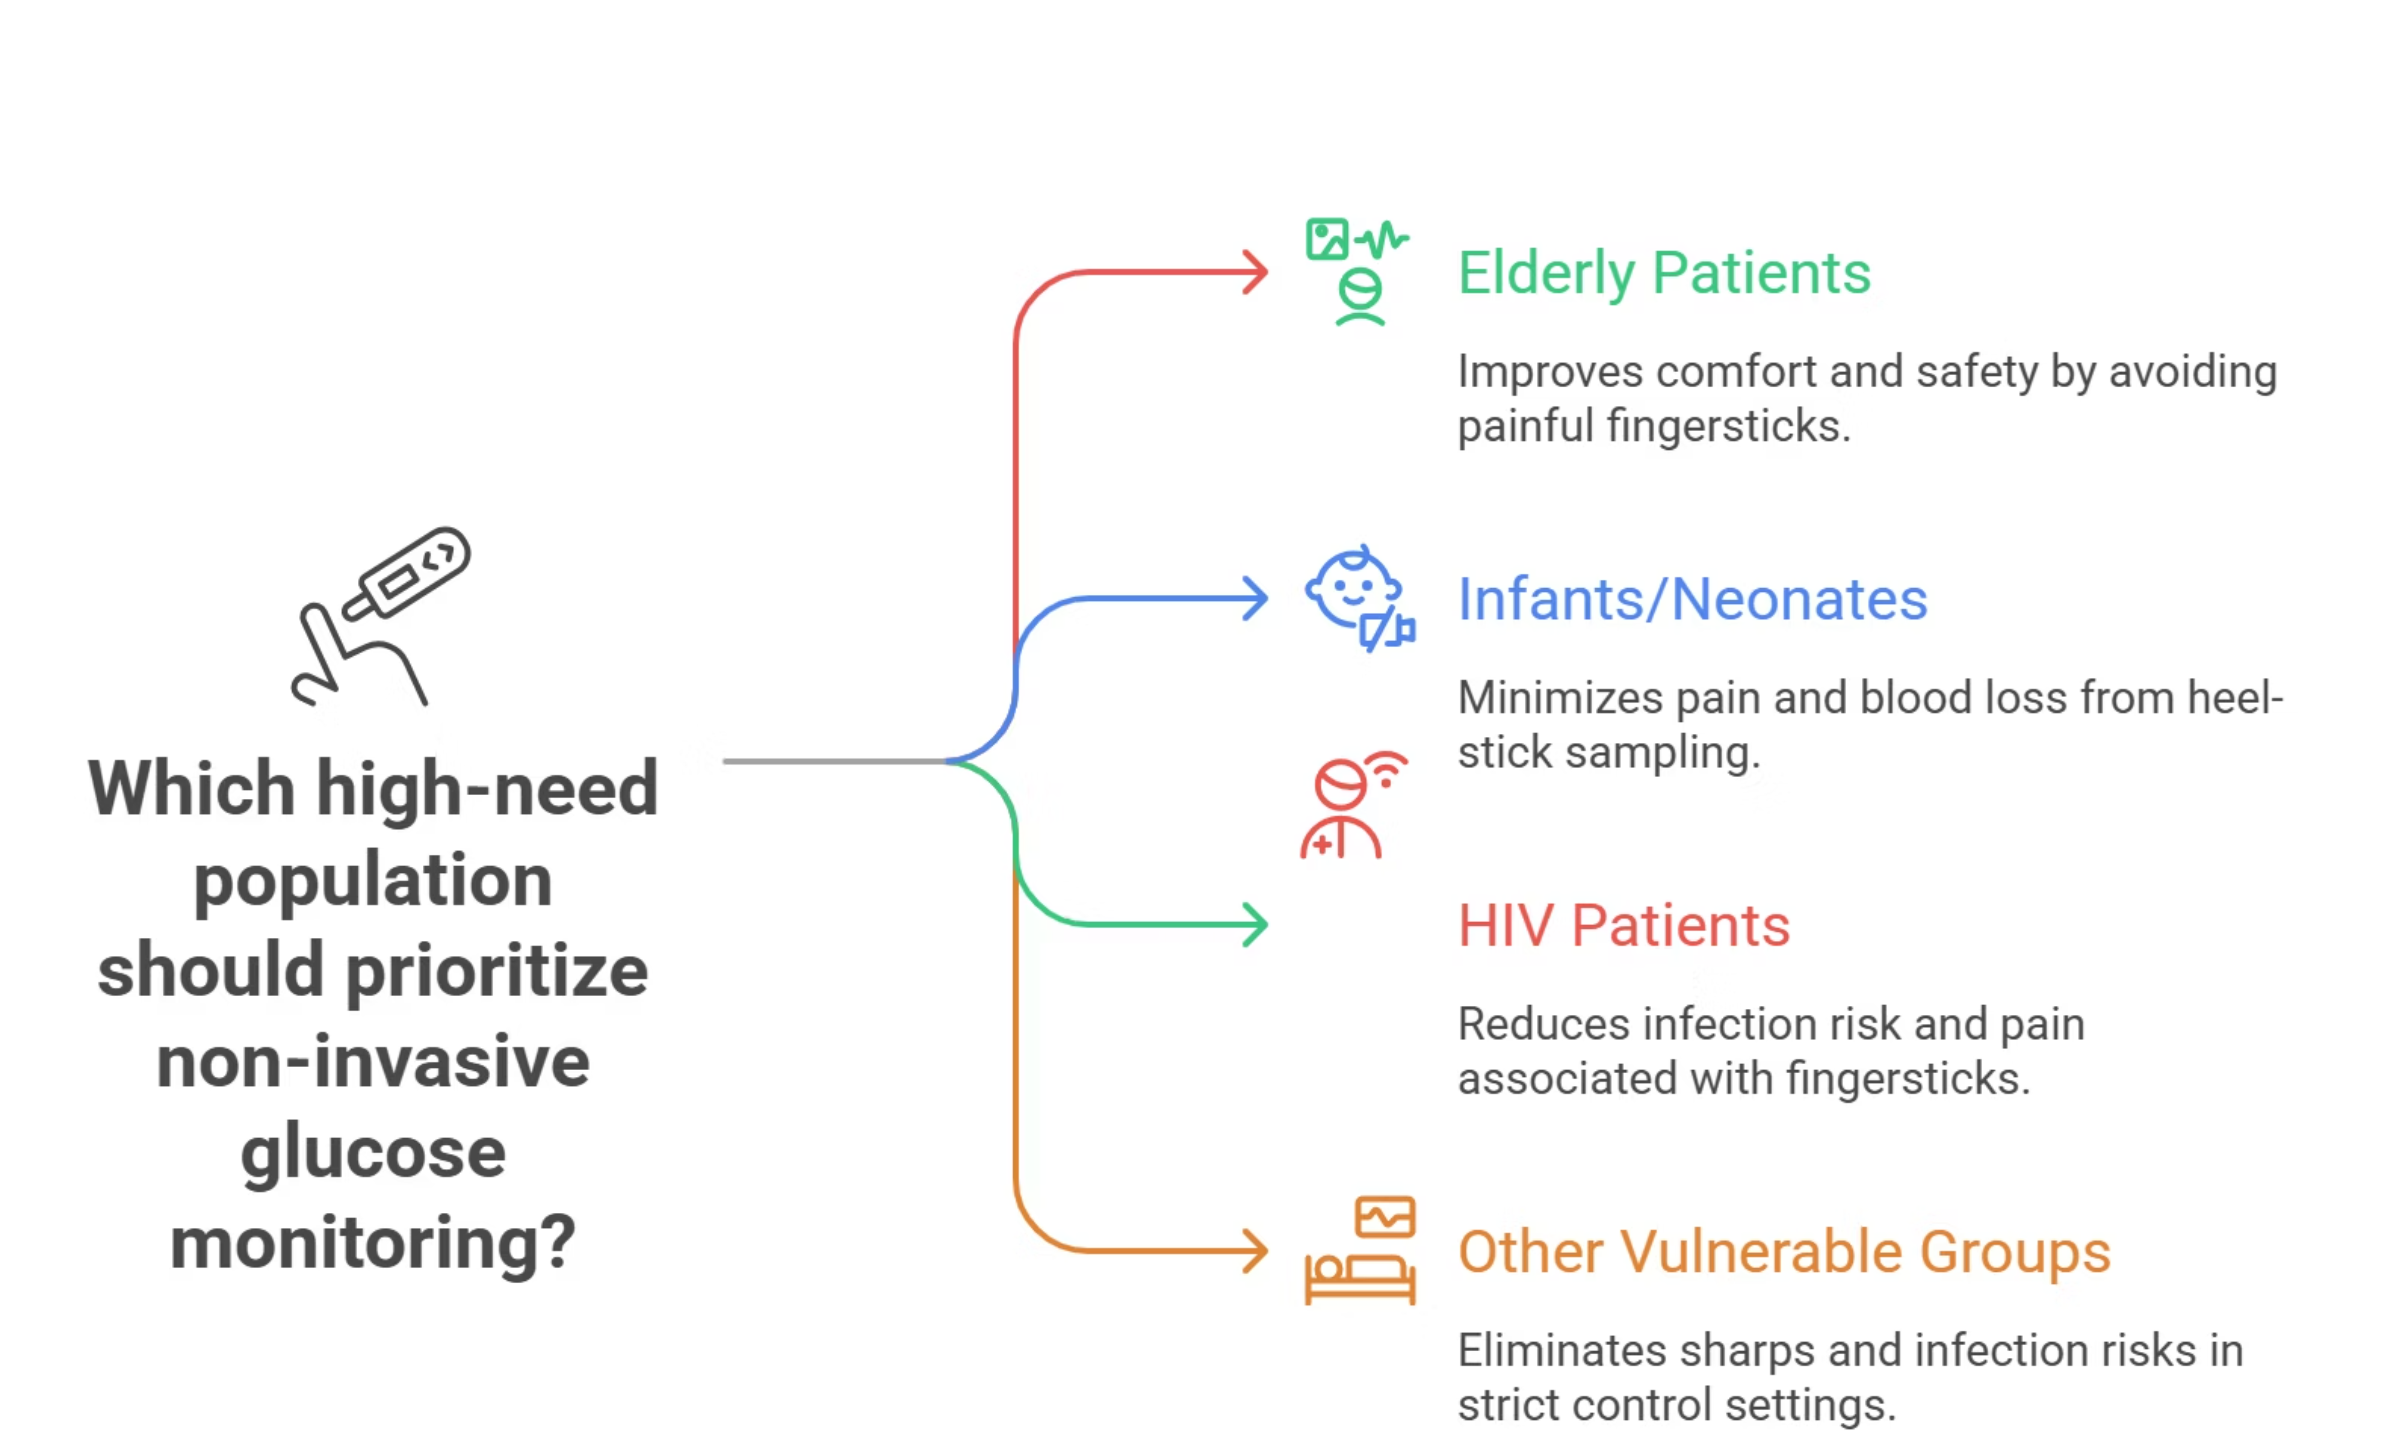 Which high-need
population
should prioritize
non-invasive
glucose
monitoring?
Elderly Patients
Improves comfort and safety by avoiding
painful fingersticks.
Infants/Neonates
Minimizes pain and blood loss from heel-
stick sampling.
HIV Patients
Reduces infection risk and pain
associated with fingersticks.
Other Vulnerable Groups
Eliminates sharps and infection risks in
strict control settings.